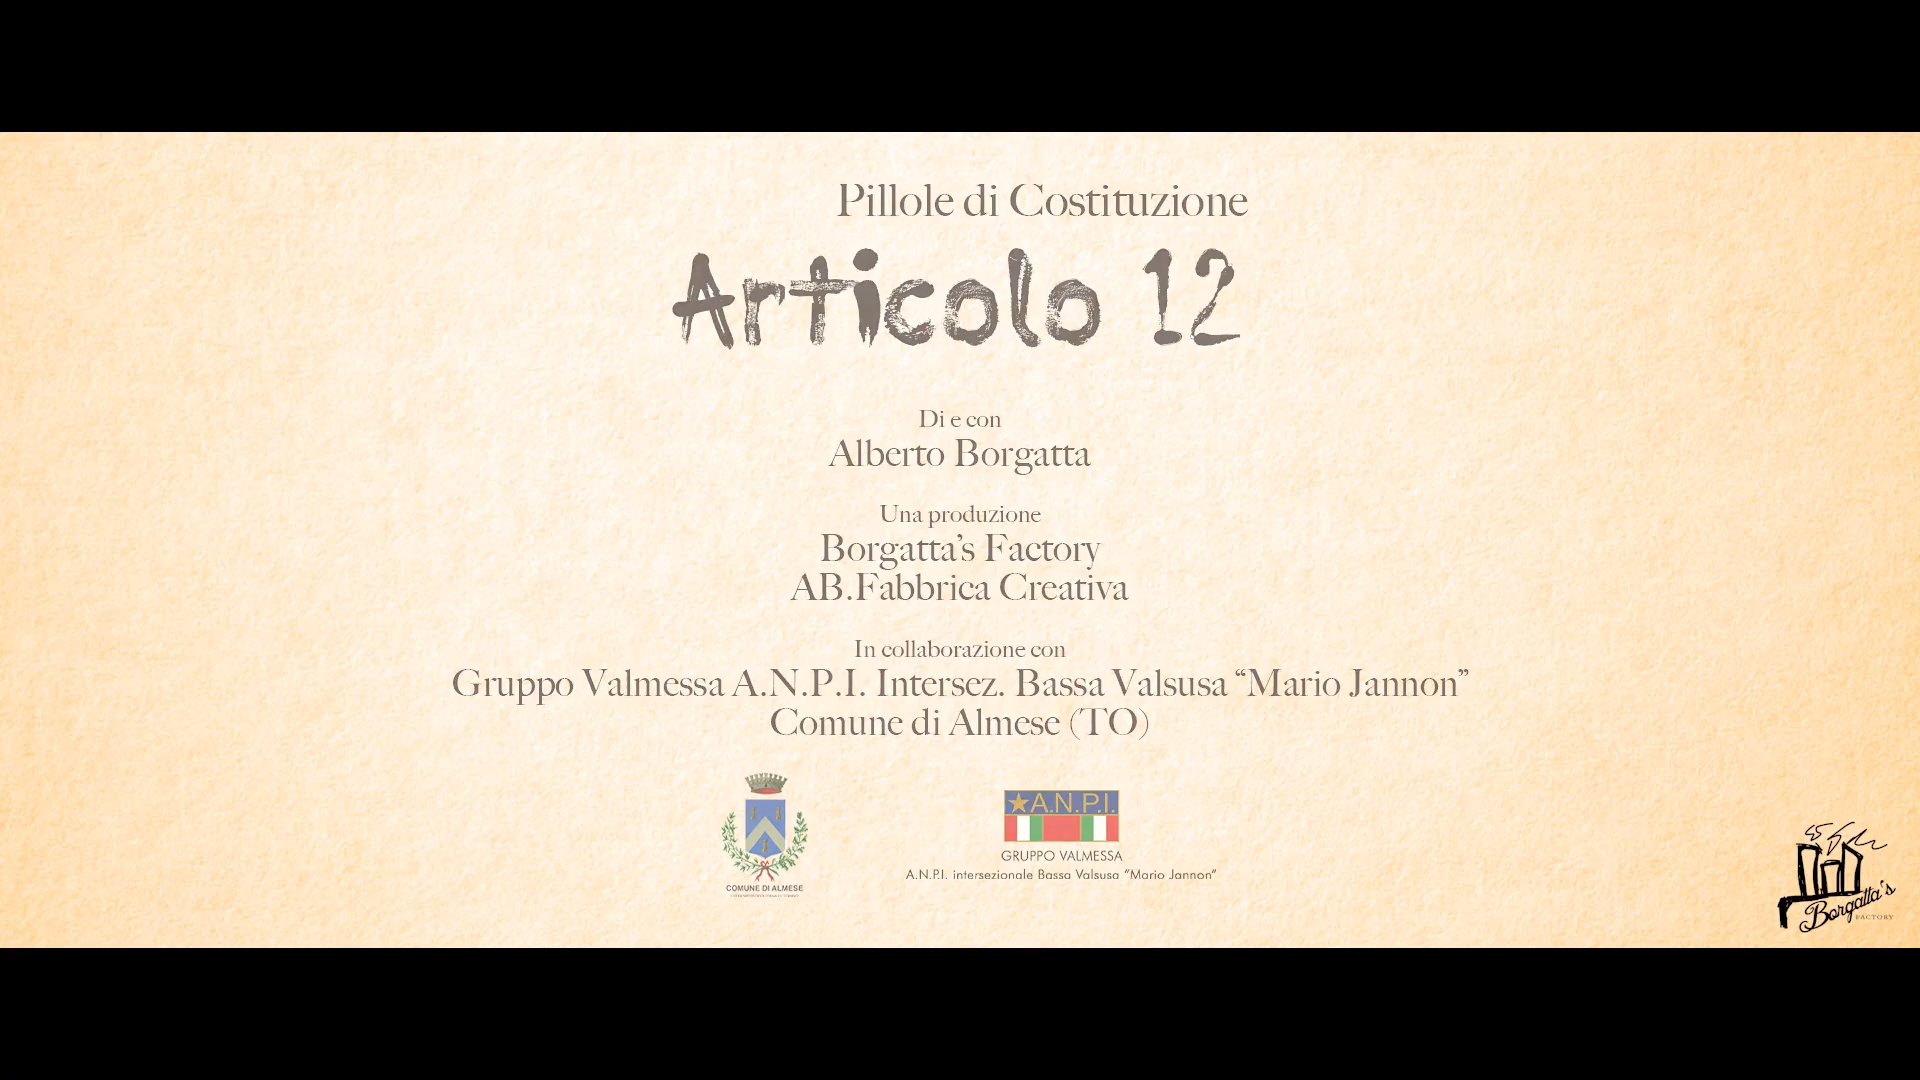 Pillole di Costituzione
Articolo 12
Di e con
Alberto Borgatta
Una produzione
Borgatta’s Factory
AB.Fabbrica Creativa
In collaborazione con
Gruppo Valmessa A.N.P.I. Intersez. Bassa Valsusa “Mario Jannon”
Comune di Almese (TO)
COMUNE DI ALMESE
A.N.P.I.
GRUPPO VALMESSA
A.N.P.I. intersezionale Bassa Valsusa “Mario Jannon”
Borgatta's
FACTORY